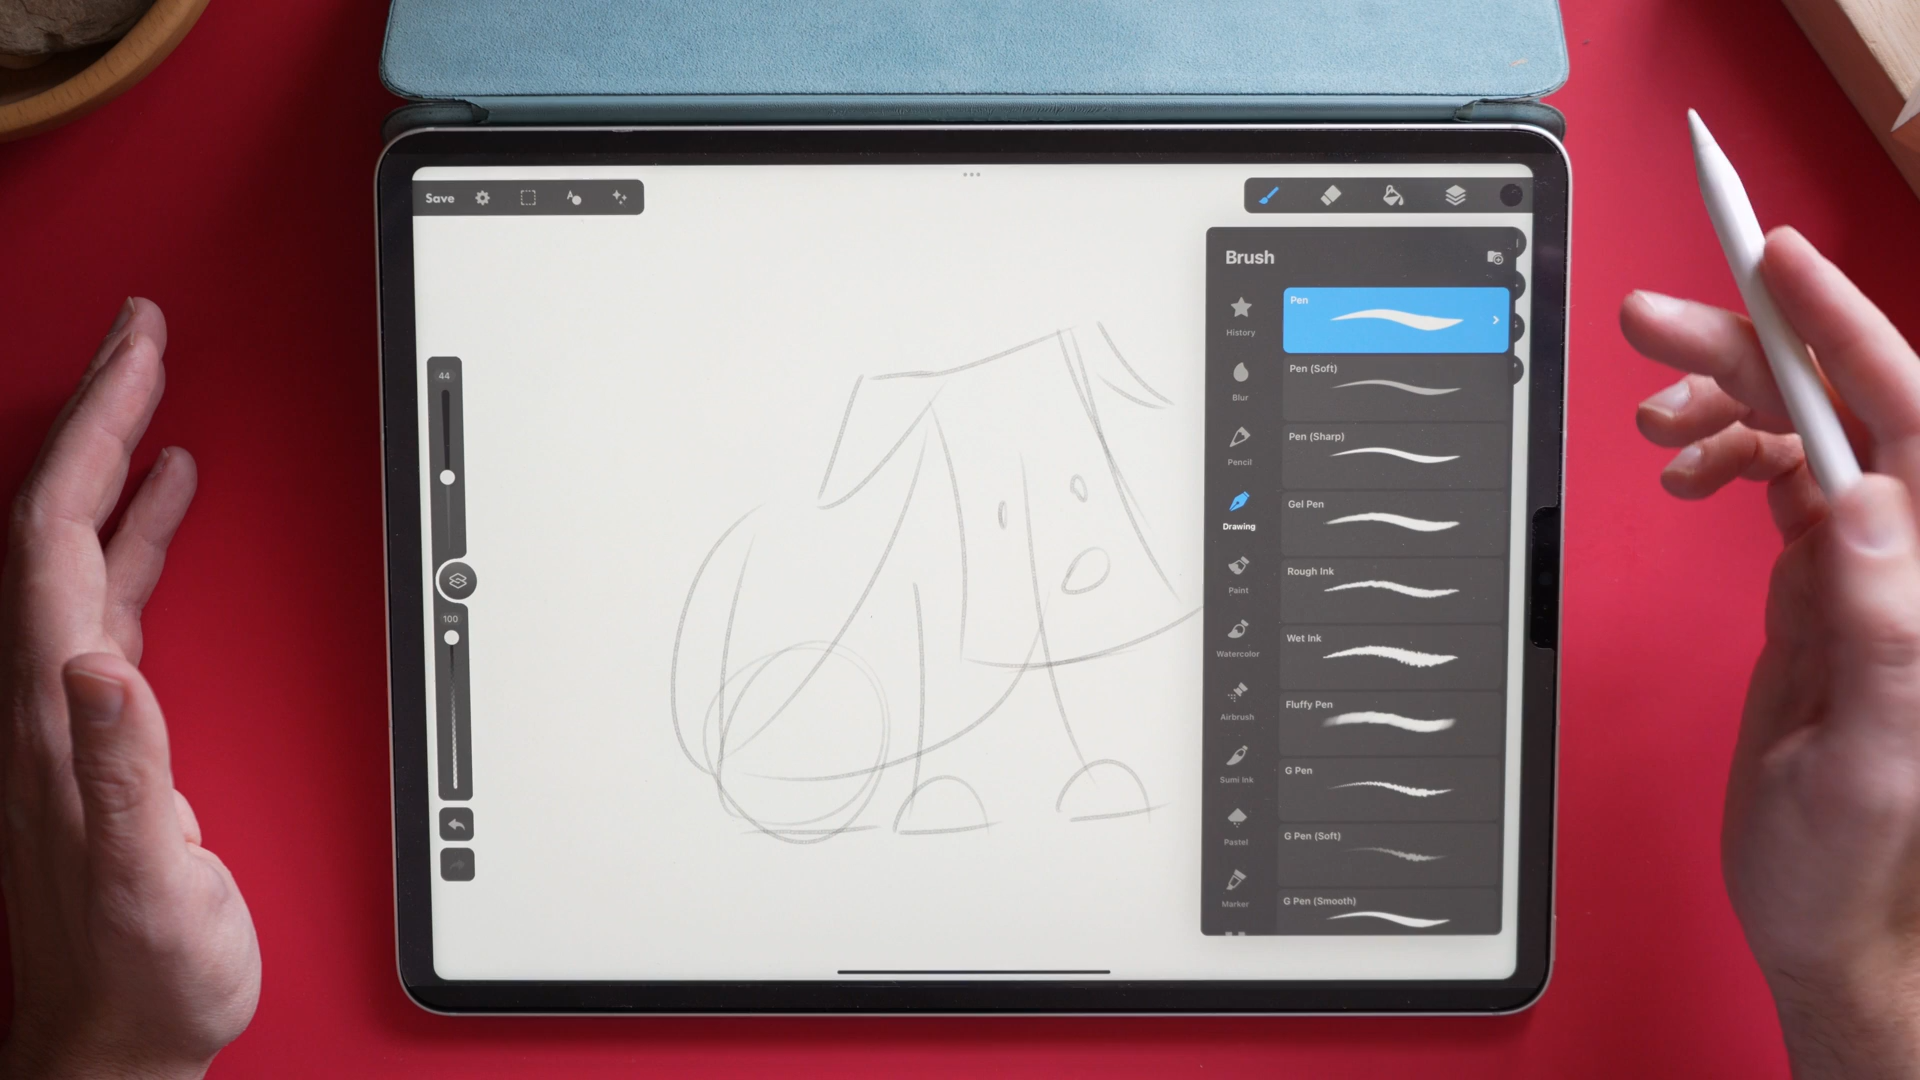 Save
44
100
Brush
History
Blur
Pencil
Drawing
Paint
Watercolor
Airbrush
Sumi Ink
Pastel
Marker
Pen
Pen (Soft)
Pen (Sharp)
Gel Pen
Rough Ink
Wet Ink
Fluffy Pen
G Pen
G Pen (Soft)
G Pen (Smooth)